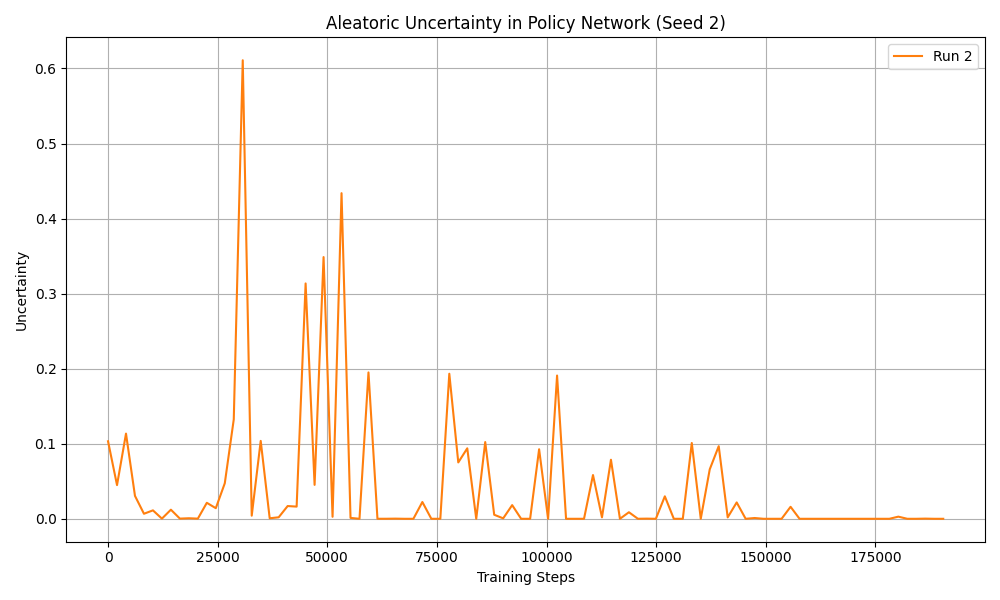 Aleatoric Uncertainty in Policy Network (Seed 2)
Run 2
0.6
0.5
0.4
0.3
0.2
0.1
0.0
Uncertainty
0 25000 50000 75000 100000 125000 150000 175000
Training Steps